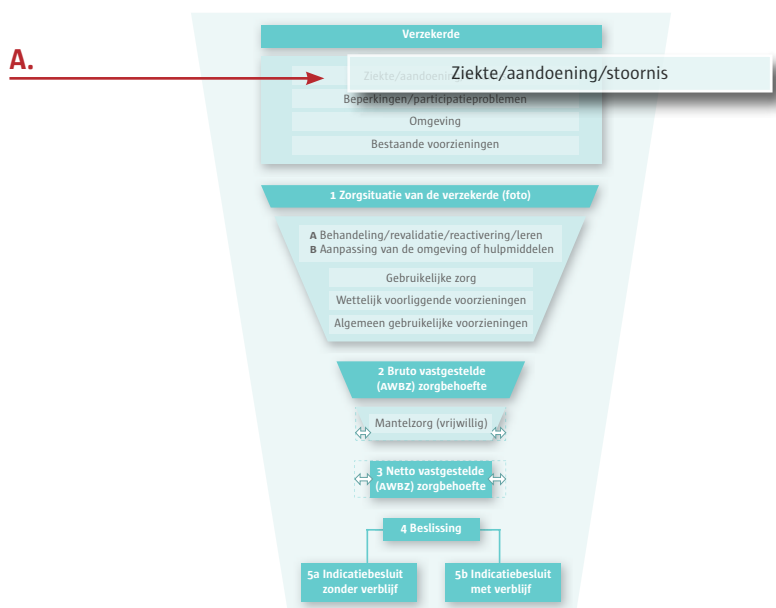 Verzekerde
A.
Ziekte/aandoening/stoornis
Ziekte/aandoening
Beperkingen/participatieproblemen
Omgeving
Bestaande voorzieningen
1 Zorgsituatie van de verzekerde (foto)
A Behandeling/revalidatie/reactivering/leren
B Aanpassing van de omgeving of hulpmiddelen
Gebruikelijke zorg
Wettelijk voorliggende voorzieningen
Algemeen gebruikelijke voorzieningen
2 Bruto vastgestelde
(AWBZ) zorgbehoefte
Mantelzorg (vrijwillig)
3 Netto vastgestelde
(AWBZ) zorgbehoefte
4 Beslissing
5a Indicatiebesluit
zonder verblijf
5b Indicatiebesluit
met verblijf